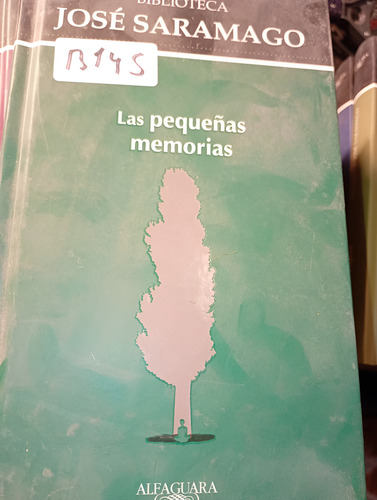 BIBLIOTECA
JOSÉ SARAMAGO
B145
Las pequeñas
memorias
ALFAGUARA